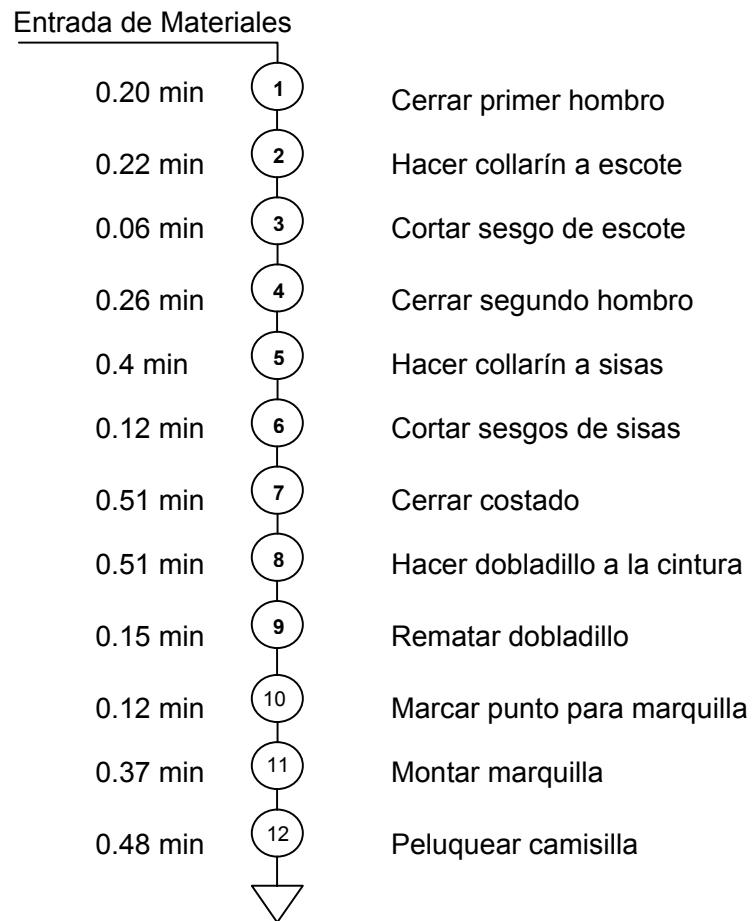 Entrada de Materiales
0.20 min 1 Cerrar primer hombro
0.22 min 2 Hacer collarín a escote
0.06 min 3 Cortar sesgo de escote
0.26 min 4 Cerrar segundo hombro
0.4 min 5 Hacer collarín a sisas
0.12 min 6 Cortar sesgos de sisas
0.51 min 7 Cerrar costado
0.51 min 8 Hacer dobladillo a la cintura
0.15 min 9 Rematar dobladillo
0.12 min 10 Marcar punto para marquilla
0.37 min 11 Montar marquilla
0.48 min 12 Peluquear camisilla